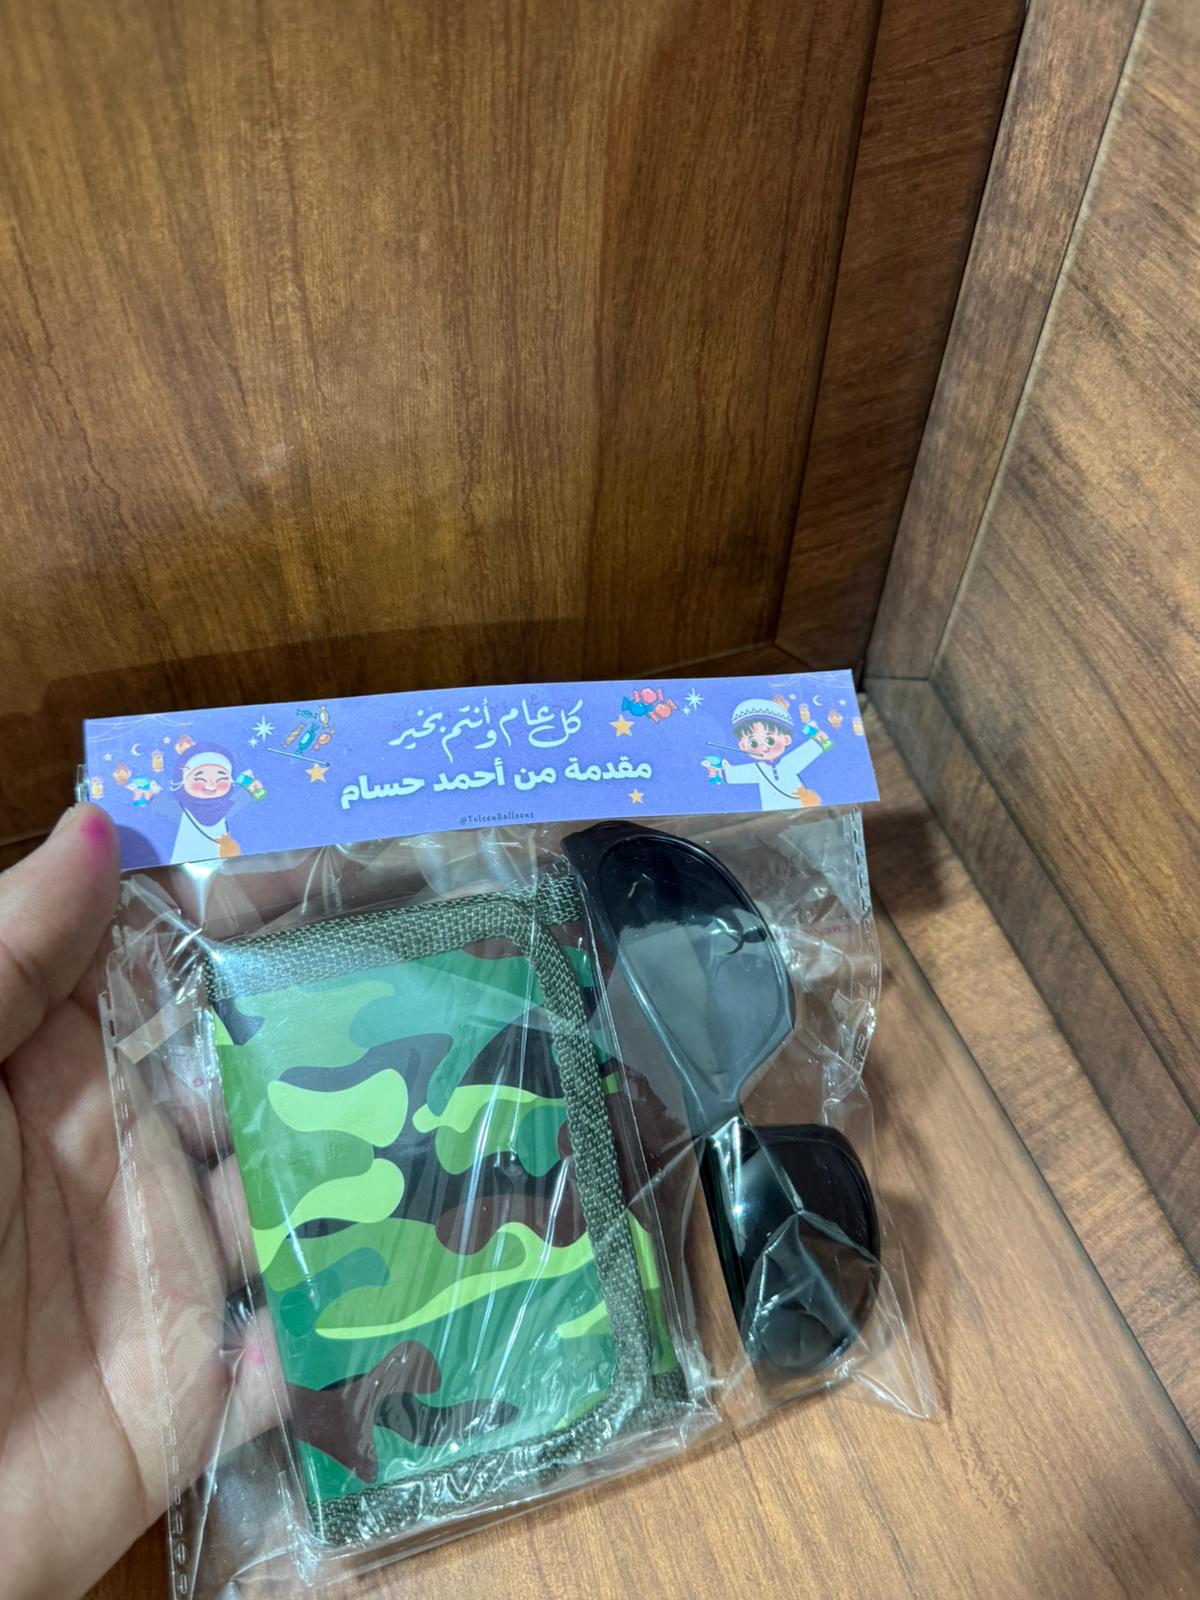 كل عام وأنتم بخير
مقدمة من أحمد حسام
@ToleenBalloons